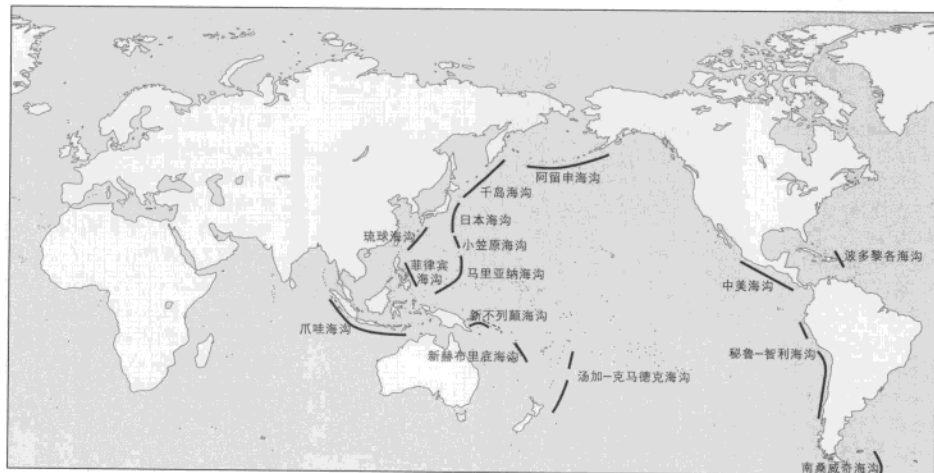 阿留申海沟
千岛海沟
日本海沟
琉球海沟
小笠原海沟
波多黎各海沟
菲律宾
海沟
马里亚纳海沟
中美海沟
新不列颠海沟
爪哇海沟
新赫布里底海沟
秘鲁-智利海沟
汤加-克马德克海沟
南桑威奇海沟